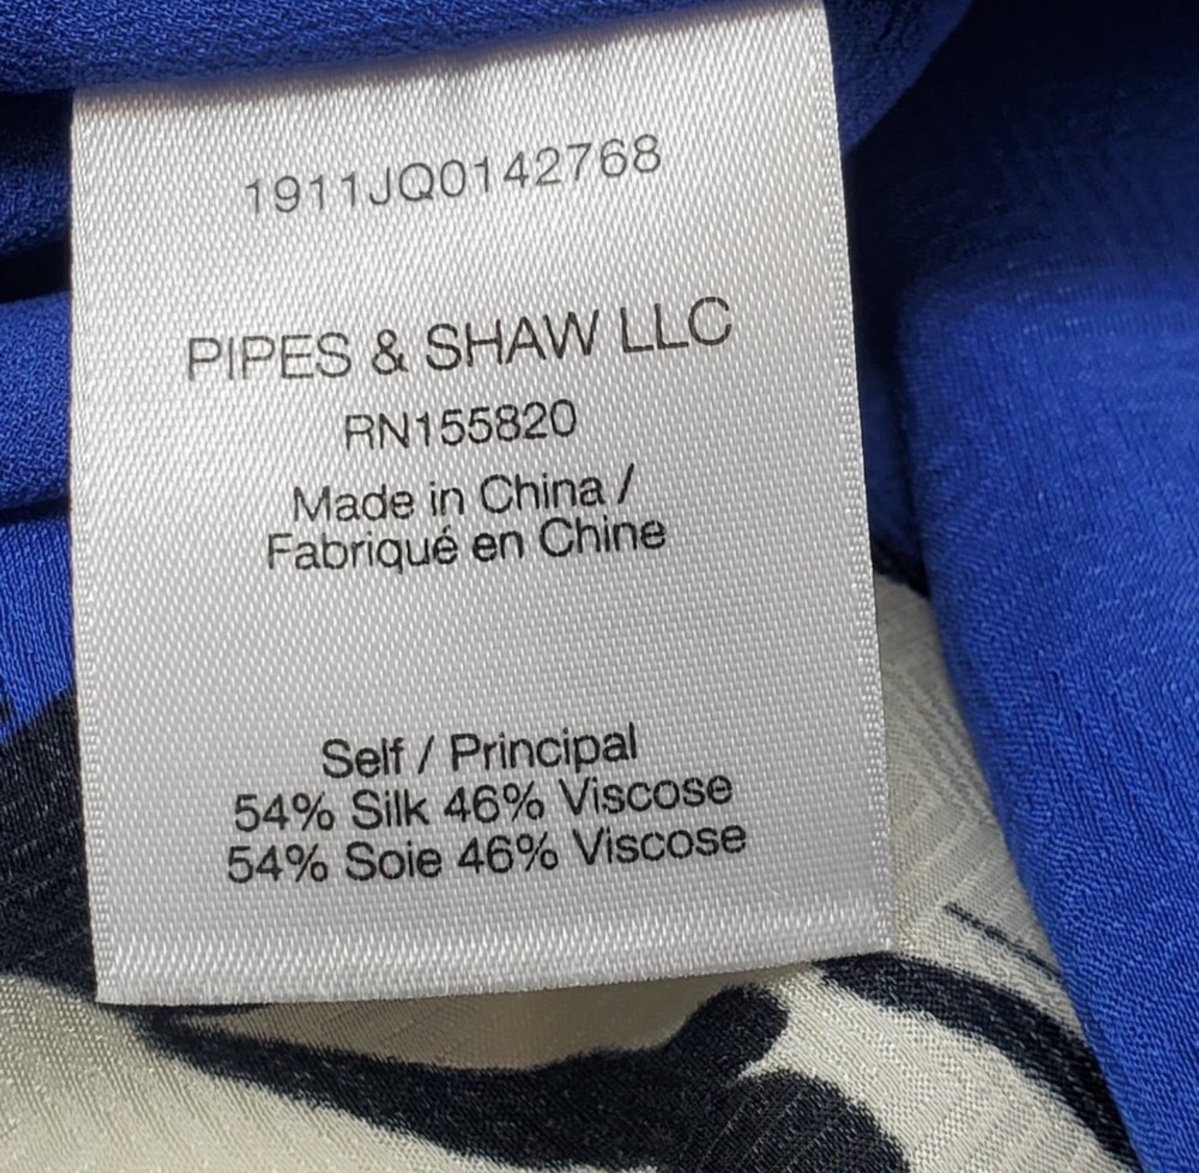 1911JQ0142768
PIPES & SHAW LLC
RN155820
Made in China /
Fabriqué en Chine
Self / Principal
54% Silk 46% Viscose
54% Soie 46% Viscose